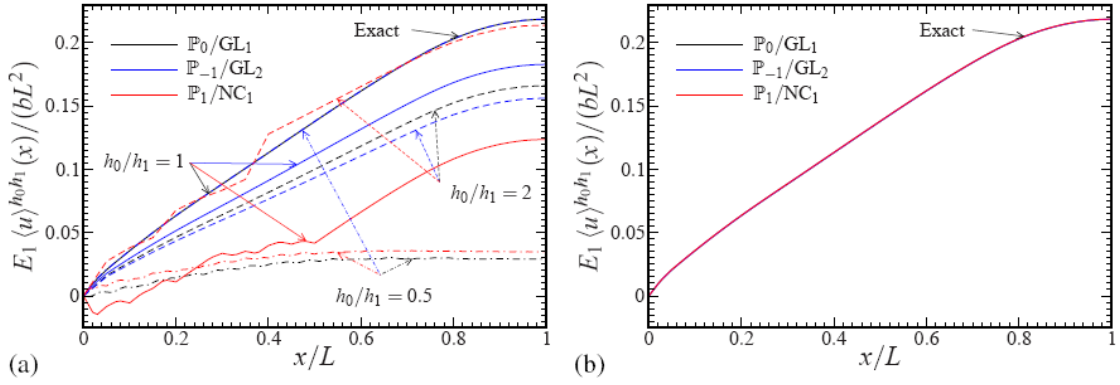 E₁ ⟨u⟩^{h₀h₁}(x)/(bL²)
0.2
0.15
0.1
0.05
0
ℙ₀/GL₁
ℙ₋₁/GL₂
ℙ₁/NC₁
Exact
h₀/h₁ = 1
h₀/h₁ = 2
h₀/h₁ = 0.5
0 0.2 0.4 0.6 0.8 1
x/L
(a)
E₁ ⟨u⟩^{h₀h₁}(x)/(bL²)
0.2
0.15
0.1
0.05
0
ℙ₀/GL₁
ℙ₋₁/GL₂
ℙ₁/NC₁
Exact
0 0.2 0.4 0.6 0.8 1
x/L
(b)